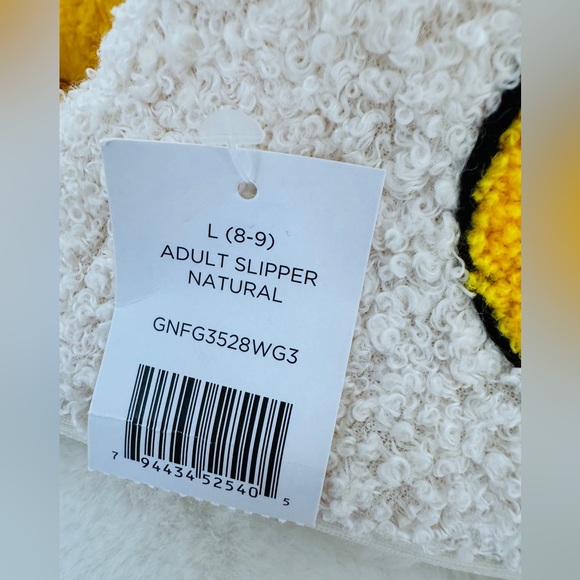 L (8-9)
ADULT SLIPPER
NATURAL
GNFG3528WG3
7 94434 52540 5